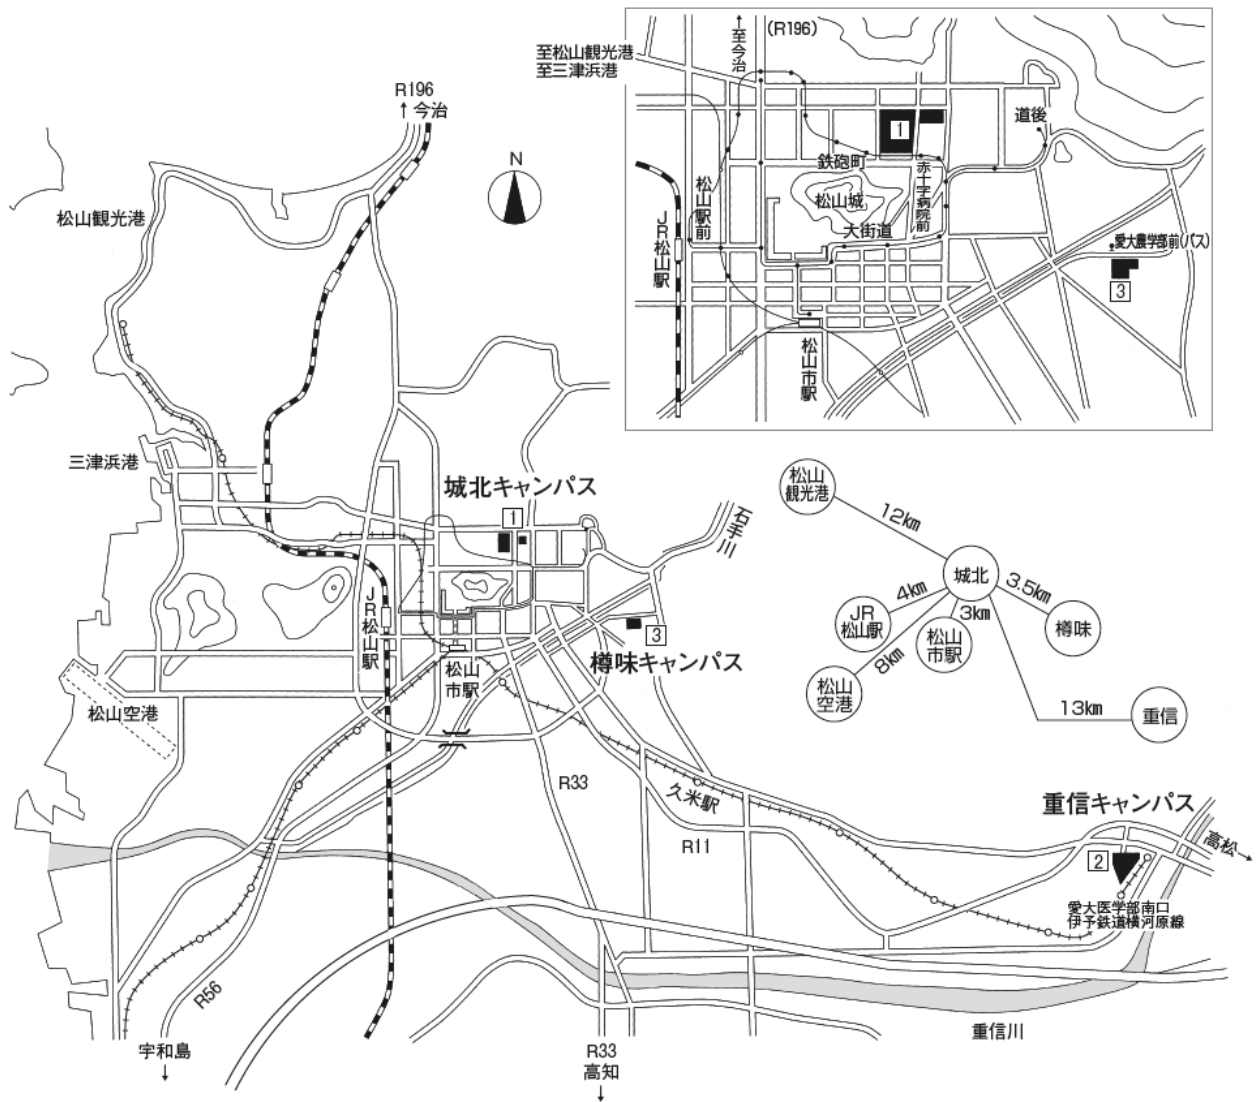 R196
↑ 今治
N
松山観光港
三津浜港
城北キャンパス
1
石手川
JR松山駅
松山
市駅
3
樽味キャンパス
松山空港
R33
久米駅
R11
重信キャンパス
高松→
2
愛大医学部南口
伊予鉄道横河原線
R56
宇和島
↓
R33
高知
↓
重信川
至松山観光港
至三津浜港
↑至今治
(R196)
道後
1
鉄砲町
松山城
赤十字病院前
松山駅前
JR松山駅
大街道
愛大農学部前(バス)
3
松山市駅
松山
観光港
12km
城北
4km
3.5km
JR
松山駅
3km
松山
市駅
樽味
8km
松山
空港
13km
重信